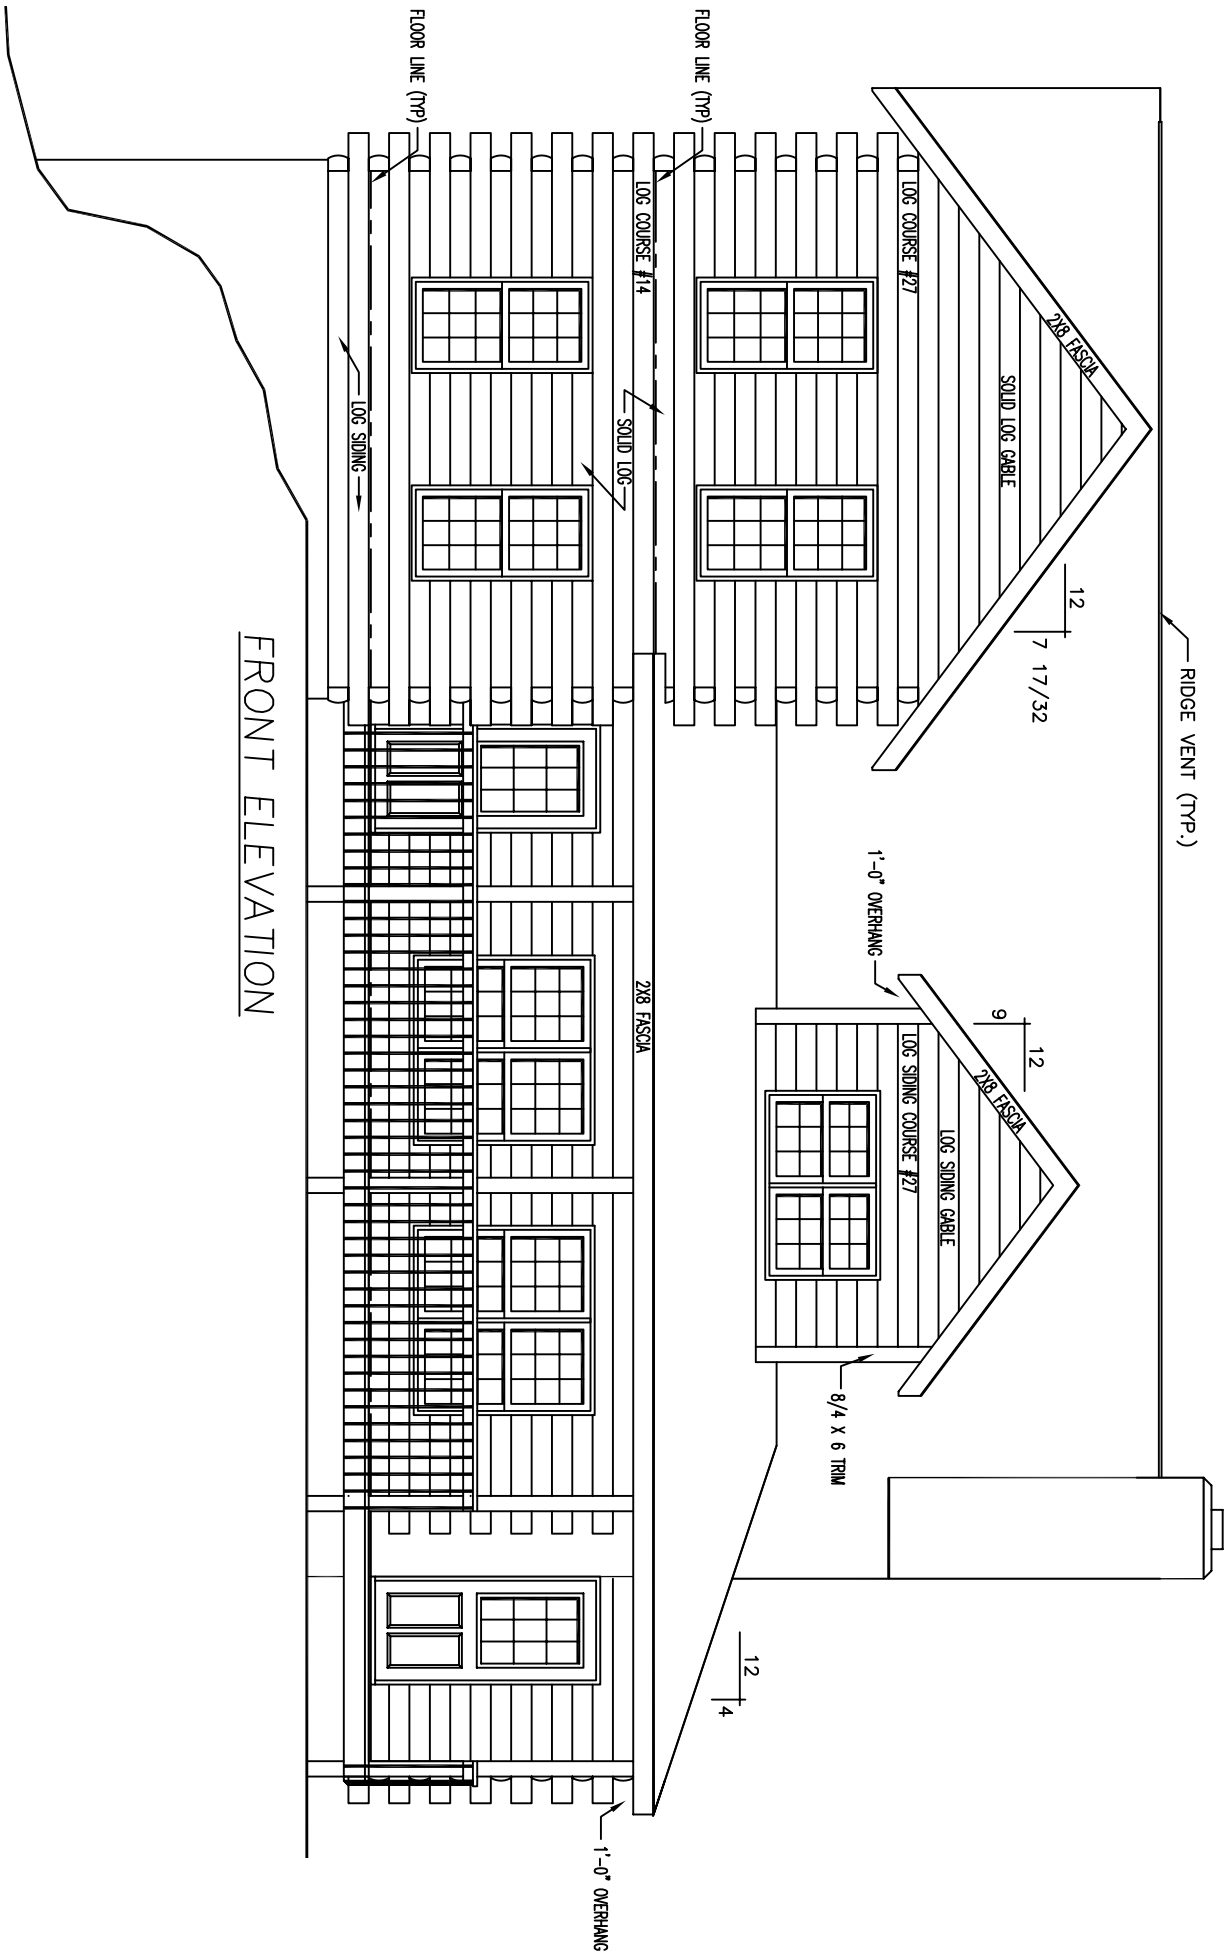 RIDGE VENT (TYP.)
12
7 17/32
2X8 FASCIA
SOLID LOG GABLE
12
9
2X8 FASCIA
LOG SIDING GABLE
LOG COURSE #27
1'-0" OVERHANG
LOG SIDING COURSE #27
8/4 X 6 TRIM
12
4
FLOOR LINE (TYP)
LOG COURSE #14
2X8 FASCIA
SOLID LOG
1'-0" OVERHANG
FLOOR LINE (TYP)
LOG SIDING
FRONT ELEVATION